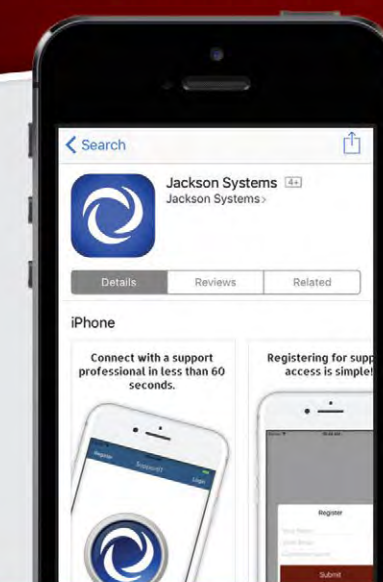 Search
Jackson Systems 4+
Jackson Systems>
Details
Reviews
Related
iPhone
Connect with a support
professional in less than 60
seconds.
Registering for supp
access is simple!
Register
Login
Register
Submit